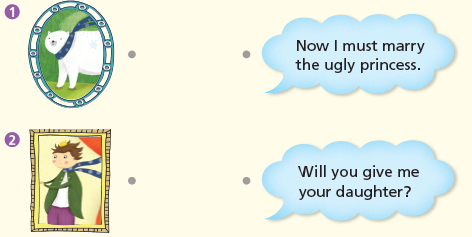 1
Now I must marry
the ugly princess.
2
Will you give me
your daughter?